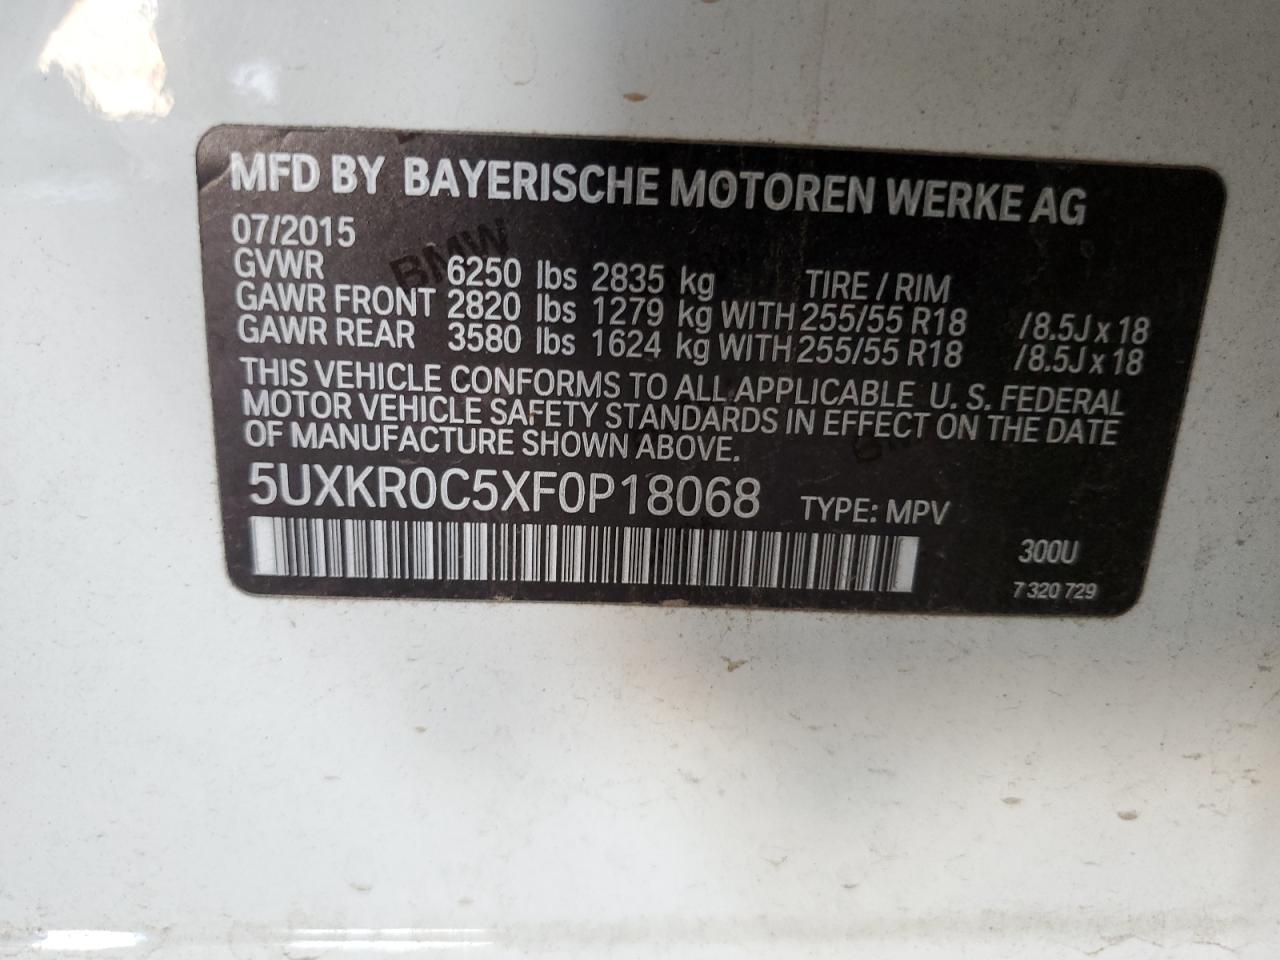 MFD BY BAYERISCHE MOTOREN WERKE AG
07/2015
GVWR 6250 lbs 2835 kg TIRE / RIM
GAWR FRONT 2820 lbs 1279 kg WITH 255/55 R18 /8.5J x 18
GAWR REAR 3580 lbs 1624 kg WITH 255/55 R18 /8.5J x 18
THIS VEHICLE CONFORMS TO ALL APPLICABLE U. S. FEDERAL
MOTOR VEHICLE SAFETY STANDARDS IN EFFECT ON THE DATE
OF MANUFACTURE SHOWN ABOVE.
5UXKR0C5XF0P18068 TYPE: MPV
300U
7 320 729
BMW